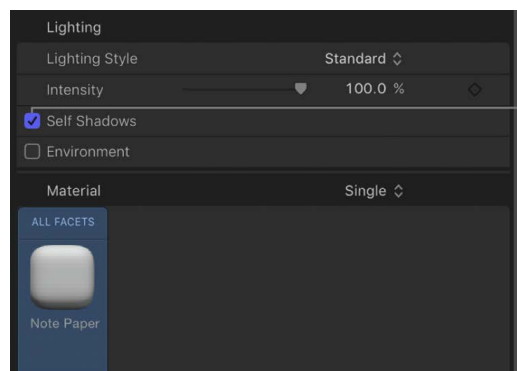 Lighting
Lighting Style Standard
Intensity 100.0 %
Self Shadows
Environment
Material Single
ALL FACETS
Note Paper